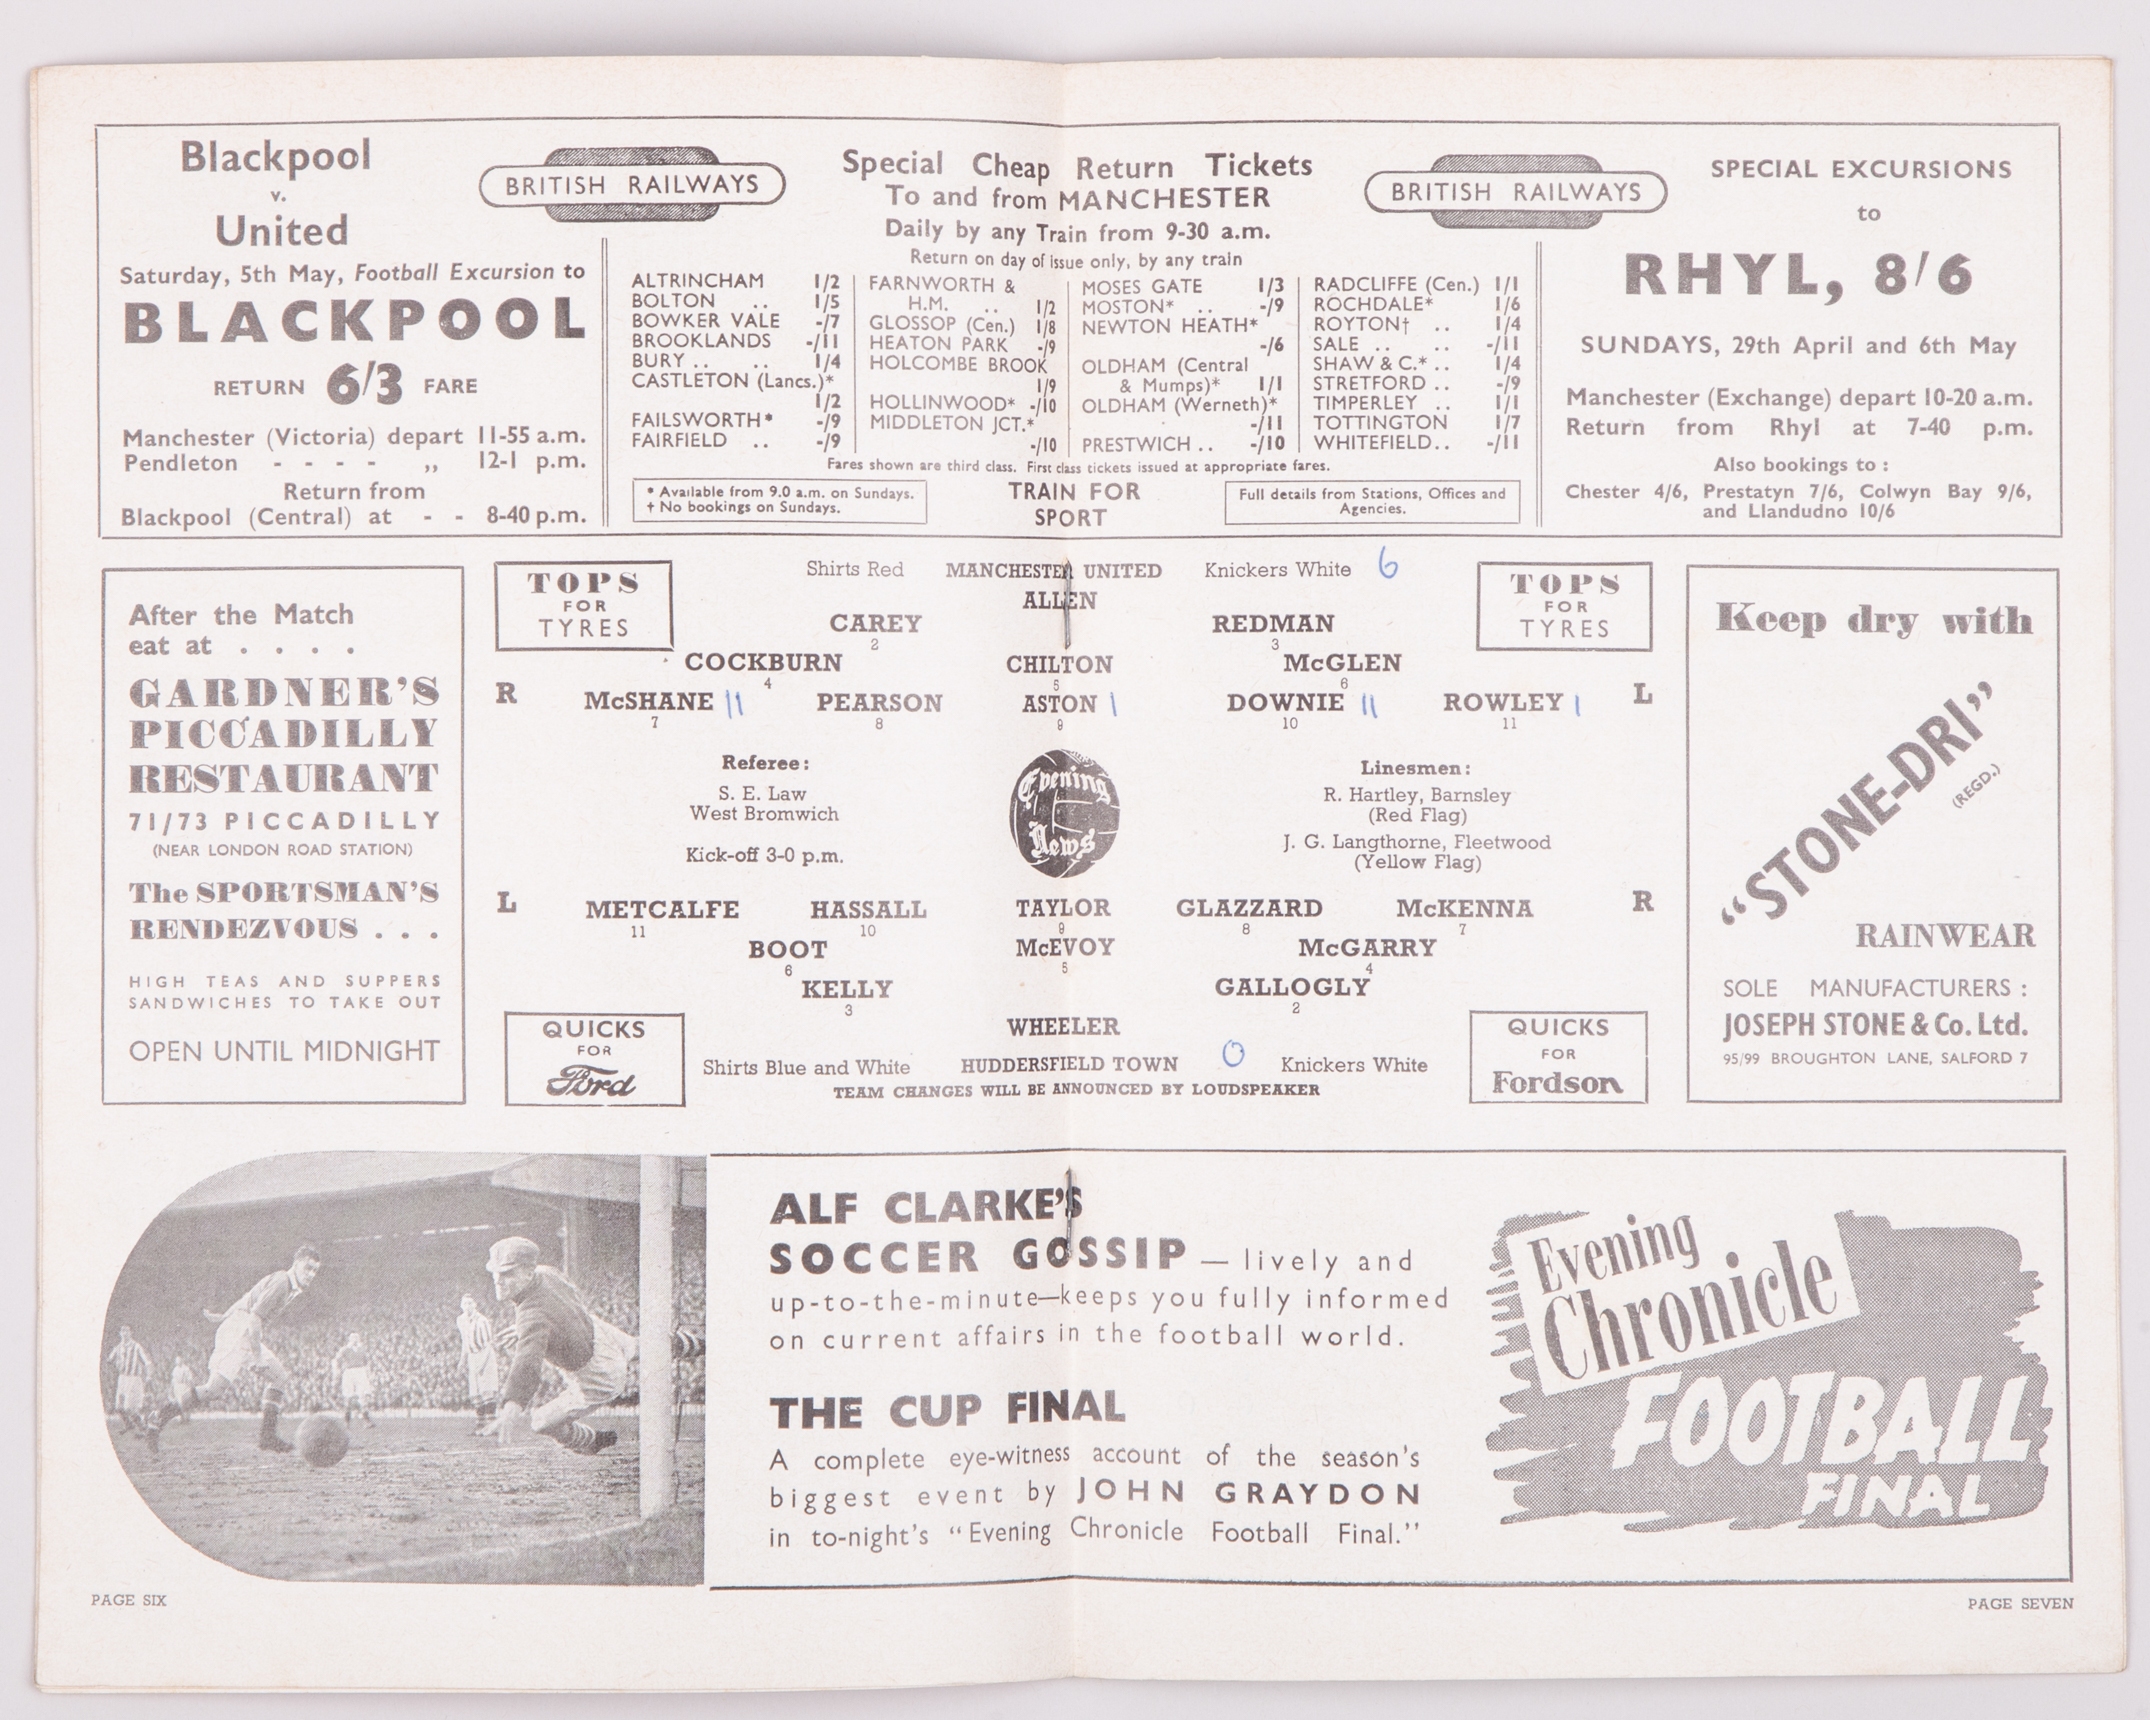 Blackpool
v.
United
Saturday, 5th May, Football Excursion to
BLACKPOOL
RETURN 6/3 FARE
Manchester (Victoria) depart 11-55 a.m.
Pendleton - - - - ,, 12-1 p.m.
Return from
Blackpool (Central) at - - 8-40 p.m.
BRITISH RAILWAYS
Special Cheap Return Tickets
To and from MANCHESTER
Daily by any Train from 9-30 a.m.
Return on day of issue only, by any train
BRITISH RAILWAYS
ALTRINCHAM 1/2
BOLTON .. 1/5
BOWKER VALE -/7
BROOKLANDS -/11
BURY .. .. 1/4
CASTLETON (Lancs.)*
1/2
FAILSWORTH* -/9
FAIRFIELD .. -/9
FARNWORTH &
H.M. .. 1/2
GLOSSOP (Cen.) 1/8
HEATON PARK -/9
HOLCOMBE BROOK
1/9
HOLLINWOOD* -/10
MIDDLETON JCT.*
-/10
MOSES GATE 1/3
MOSTON* .. -/9
NEWTON HEATH*
-/6
OLDHAM (Central
& Mumps)* 1/1
OLDHAM (Werneth)*
-/11
PRESTWICH .. -/10
RADCLIFFE (Cen.) 1/1
ROCHDALE* 1/6
ROYTON† .. 1/4
SALE .. .. -/11
SHAW & C.* .. 1/4
STRETFORD .. -/9
TIMPERLEY .. 1/1
TOTTINGTON 1/7
WHITEFIELD.. -/11
Fares shown are third class. First class tickets issued at appropriate fares.
* Available from 9.0 a.m. on Sundays.
† No bookings on Sundays.
TRAIN FOR
SPORT
Full details from Stations, Offices and
Agencies.
SPECIAL EXCURSIONS
to
RHYL, 8/6
SUNDAYS, 29th April and 6th May
Manchester (Exchange) depart 10-20 a.m.
Return from Rhyl at 7-40 p.m.
Also bookings to :
Chester 4/6, Prestatyn 7/6, Colwyn Bay 9/6,
and Llandudno 10/6
After the Match
eat at . . . .
GARDNER'S
PICCADILLY
RESTAURANT
71/73 PICCADILLY
(NEAR LONDON ROAD STATION)
The SPORTSMAN'S
RENDEZVOUS . . .
HIGH TEAS AND SUPPERS
SANDWICHES TO TAKE OUT
OPEN UNTIL MIDNIGHT
TOPS
FOR
TYRES
Shirts Red MANCHESTER UNITED Knickers White 6
TOPS
FOR
TYRES
ALLEN
CAREY REDMAN
2 3
COCKBURN CHILTON McGLEN
4 5 6
R McSHANE 11 PEARSON ASTON 1 DOWNIE 11 ROWLEY 1 L
7 8 9 10 11
Referee :
S. E. Law
West Bromwich
Kick-off 3-0 p.m.
Evening
News
Linesmen :
R. Hartley, Barnsley
(Red Flag)
J. G. Langthorne, Fleetwood
(Yellow Flag)
L METCALFE HASSALL TAYLOR GLAZZARD McKENNA R
11 10 9 8 7
BOOT McEVOY McGARRY
6 5 4
KELLY GALLOGLY
3 2
WHEELER
QUICKS
FOR
Ford
Shirts Blue and White HUDDERSFIELD TOWN 0 Knickers White
TEAM CHANGES WILL BE ANNOUNCED BY LOUDSPEAKER
QUICKS
FOR
Fordson
Keep dry with
"STONE-DRI"
(REGD.)
RAINWEAR
SOLE MANUFACTURERS :
JOSEPH STONE & Co. Ltd.
95/99 BROUGHTON LANE, SALFORD 7
ALF CLARKE'S
SOCCER GOSSIP — lively and
up-to-the-minute—keeps you fully informed
on current affairs in the football world.
THE CUP FINAL
A complete eye-witness account of the season's
biggest event by JOHN GRAYDON
in to-night's "Evening Chronicle Football Final."
Evening
Chronicle
FOOTBALL
FINAL
PAGE SIX
PAGE SEVEN